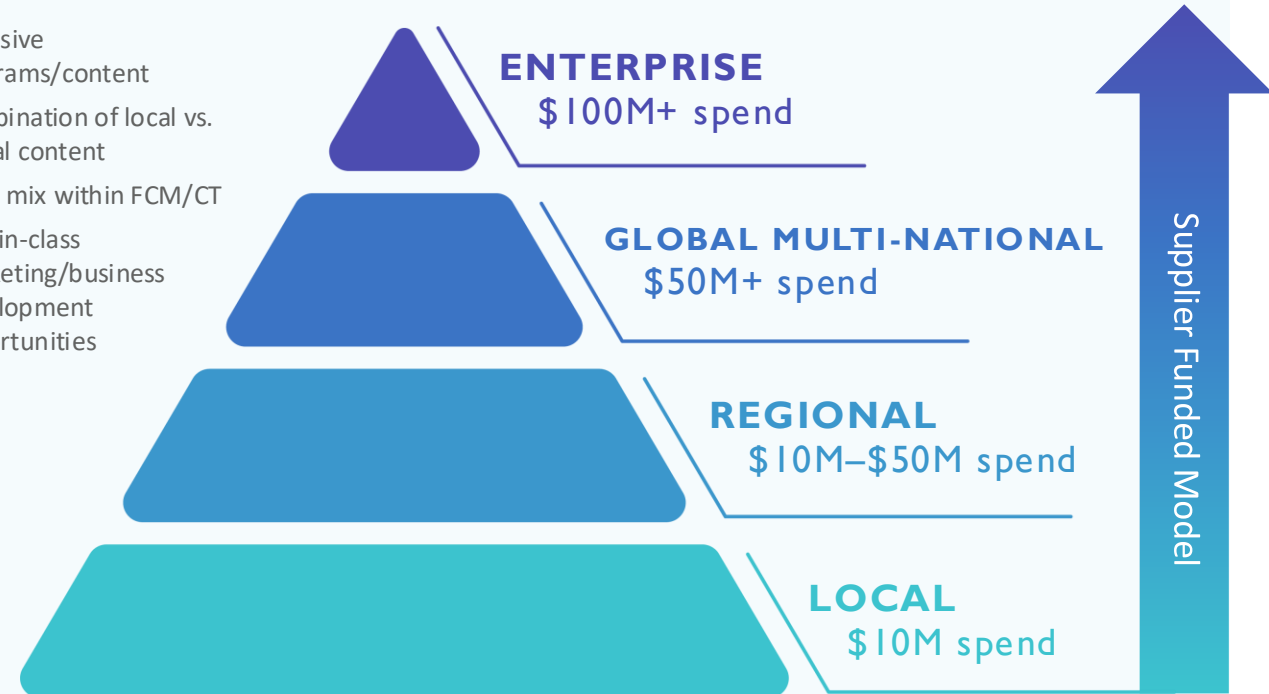 sive
rams/content
bination of local vs.
al content
mix within FCM/CT
in-class
eting/business
lopment
rtunities
ENTERPRISE
$100M+ spend
GLOBAL MULTI-NATIONAL
$50M+ spend
REGIONAL
$10M–$50M spend
LOCAL
$10M spend
Supplier Funded Model